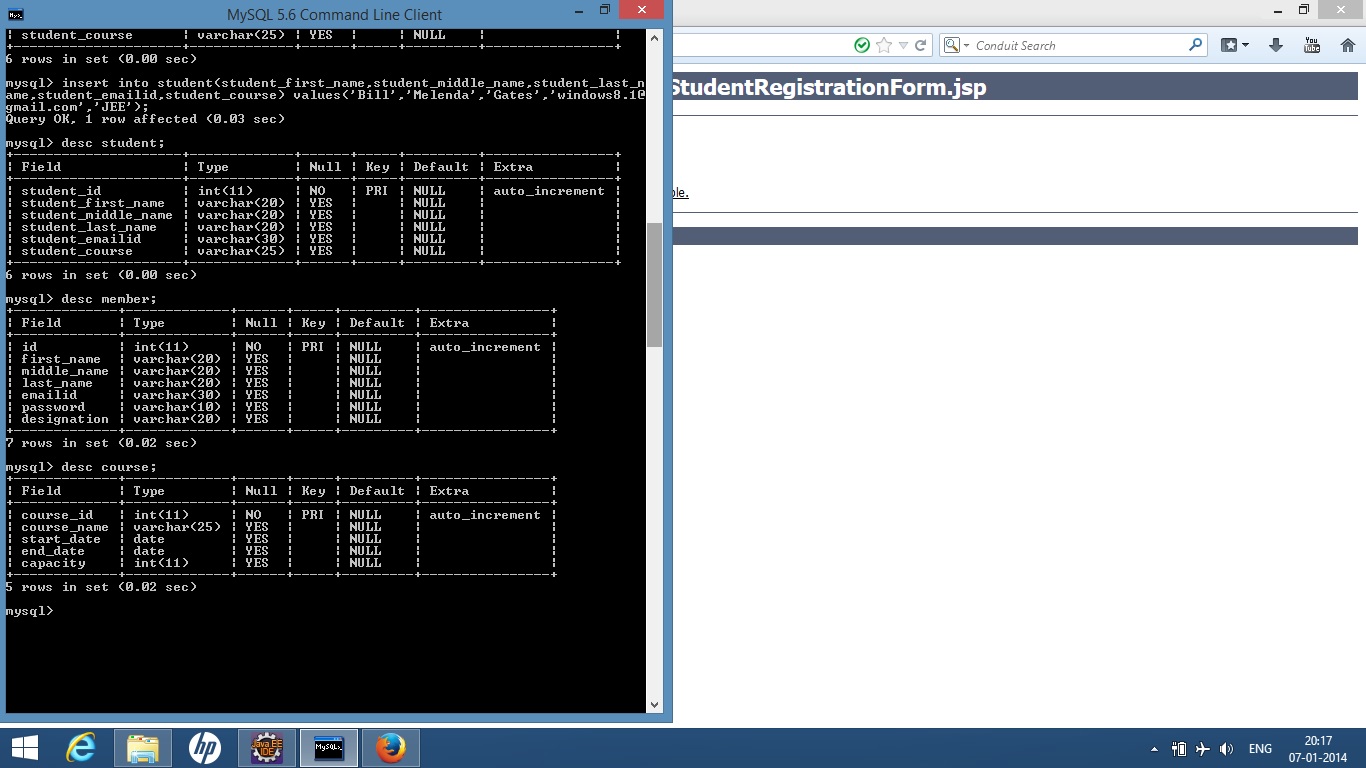 MySQL 5.6 Command Line Client
| student_course | varchar(25) | YES | | NULL | |
6 rows in set (0.00 sec)
mysql> insert into student(student_first_name,student_middle_name,student_last_n
ame,student_emailid,student_course) values('Bill','Melenda','Gates','windows8.1@
gmail.com','JEE');
Query OK, 1 row affected (0.03 sec)
mysql> desc student;
| Field | Type | Null | Key | Default | Extra |
| student_id | int(11) | NO | PRI | NULL | auto_increment |
| student_first_name | varchar(20) | YES | | NULL | |
| student_middle_name | varchar(20) | YES | | NULL | |
| student_last_name | varchar(20) | YES | | NULL | |
| student_emailid | varchar(30) | YES | | NULL | |
| student_course | varchar(25) | YES | | NULL | |
6 rows in set (0.00 sec)
mysql> desc member;
| Field | Type | Null | Key | Default | Extra |
| id | int(11) | NO | PRI | NULL | auto_increment |
| first_name | varchar(20) | YES | | NULL | |
| middle_name | varchar(20) | YES | | NULL | |
| last_name | varchar(20) | YES | | NULL | |
| emailid | varchar(30) | YES | | NULL | |
| password | varchar(10) | YES | | NULL | |
| designation | varchar(20) | YES | | NULL | |
7 rows in set (0.02 sec)
mysql> desc course;
| Field | Type | Null | Key | Default | Extra |
| course_id | int(11) | NO | PRI | NULL | auto_increment |
| course_name | varchar(25) | YES | | NULL | |
| start_date | date | YES | | NULL | |
| end_date | date | YES | | NULL | |
| capacity | int(11) | YES | | NULL | |
5 rows in set (0.02 sec)
mysql>
Conduit Search
You
Tube
StudentRegistrationForm.jsp
ble.
hp
Java EE
IDE
MySQL
ENG
20:17
07-01-2014